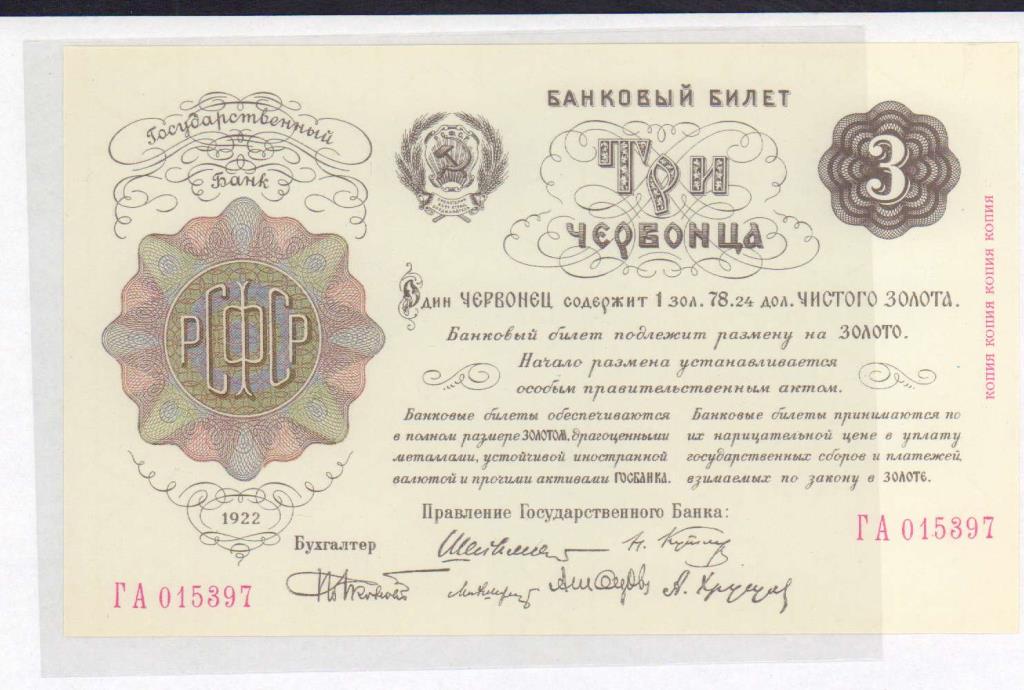 Государственный
Банк
РСФСР
1922
БАНКОВЫЙ БИЛЕТ
ТРИ
ЧЕРВОНЦА
3
Один ЧЕРВОНЕЦ содержит 1 зол. 78.24 дол. ЧИСТОГО ЗОЛОТА.
Банковый билет подлежит размену на ЗОЛОТО.
Начало размена устанавливается
особым правительственным актом.
Банковые билеты обеспечиваются
в полном размере ЗОЛОТОМ, драгоценными
металлами, устойчивой иностранной
валютой и прочими активами ГОСБАНКА.
Банковые билеты принимаются по
их нарицательной цене в уплату
государственных сборов и платежей,
взимаемых по закону в ЗОЛОТЕ.
Правление Государственного Банка:
Бухгалтер
ГА 015397
ГА 015397
КОПИЯ КОПИЯ КОПИЯ КОПИЯ